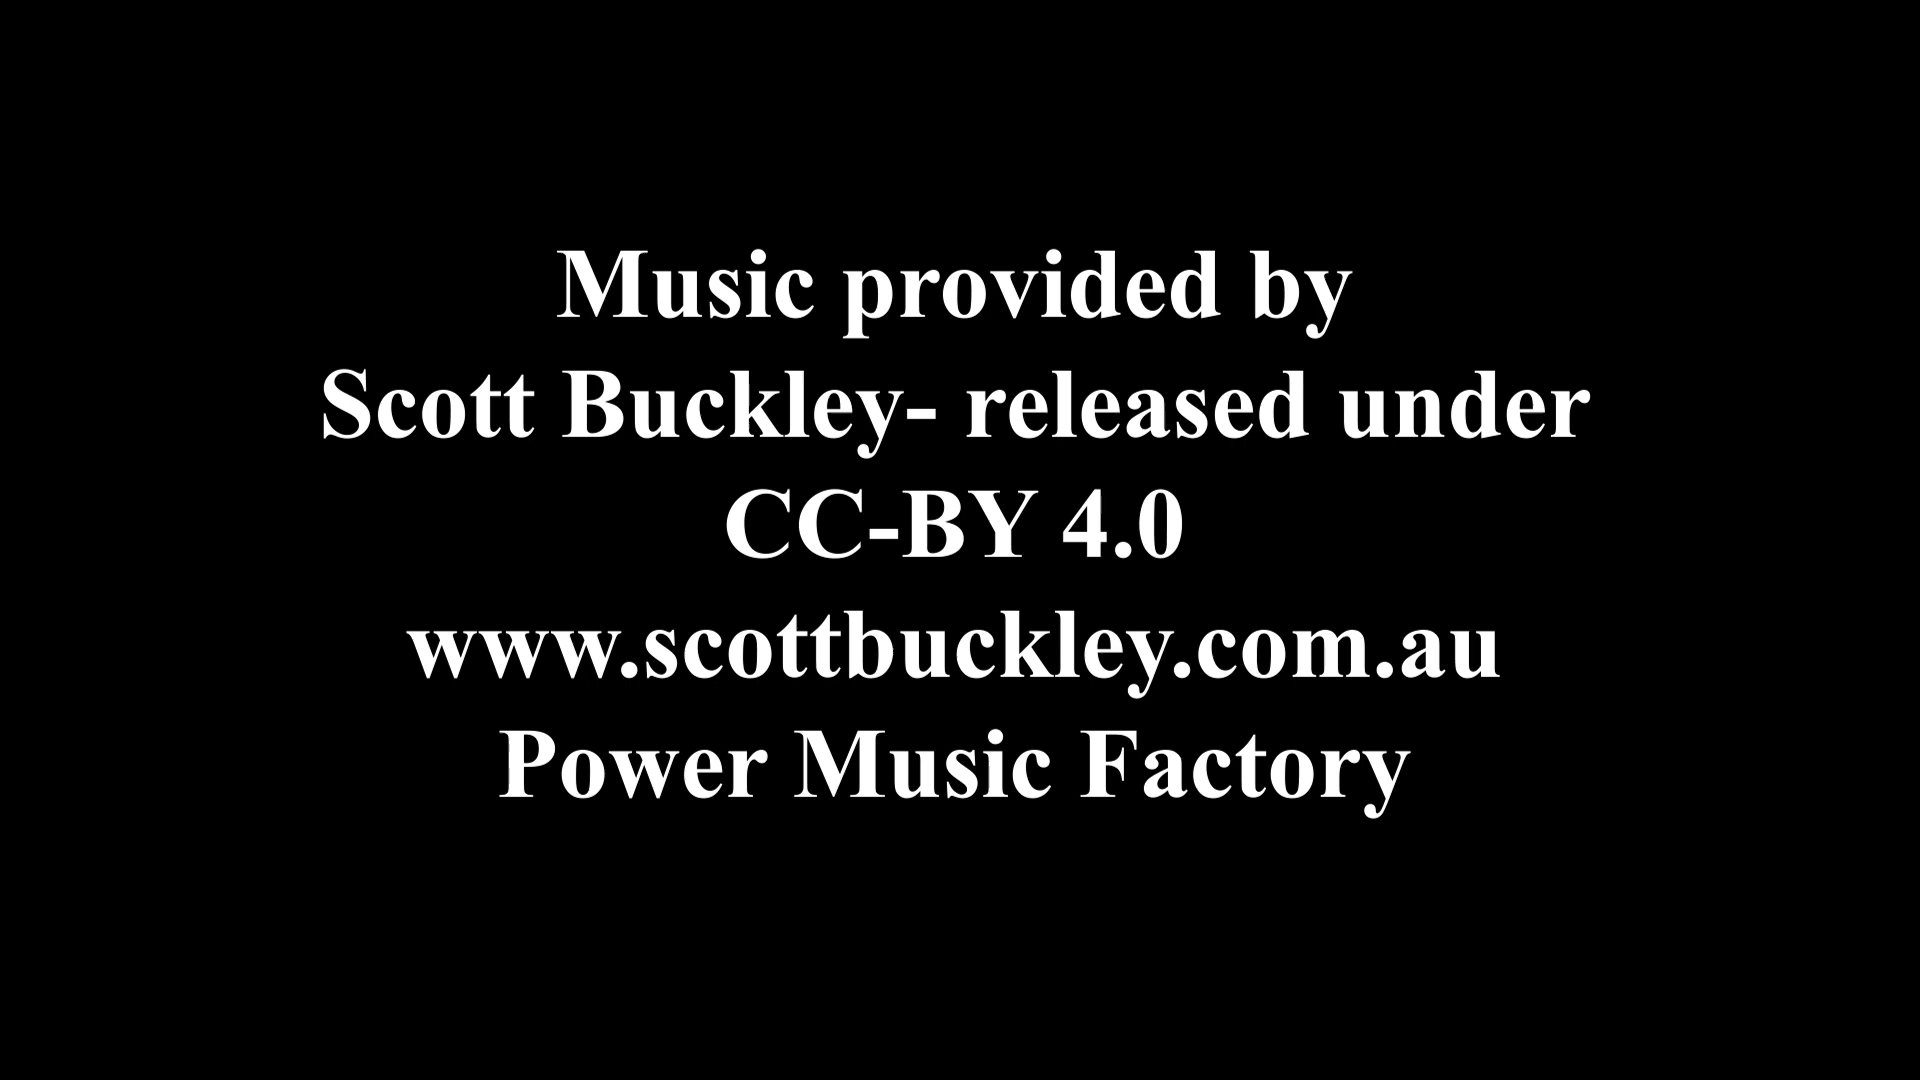 Music provided by
Scott Buckley- released under
CC-BY 4.0
www.scottbuckley.com.au
Power Music Factory